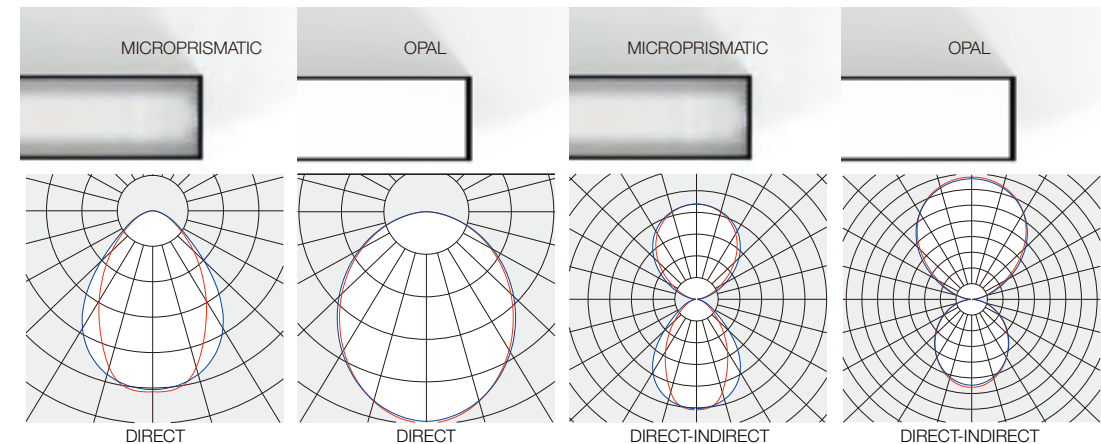 MICROPRISMATIC
OPAL
MICROPRISMATIC
OPAL
DIRECT
DIRECT
DIRECT-INDIRECT
DIRECT-INDIRECT